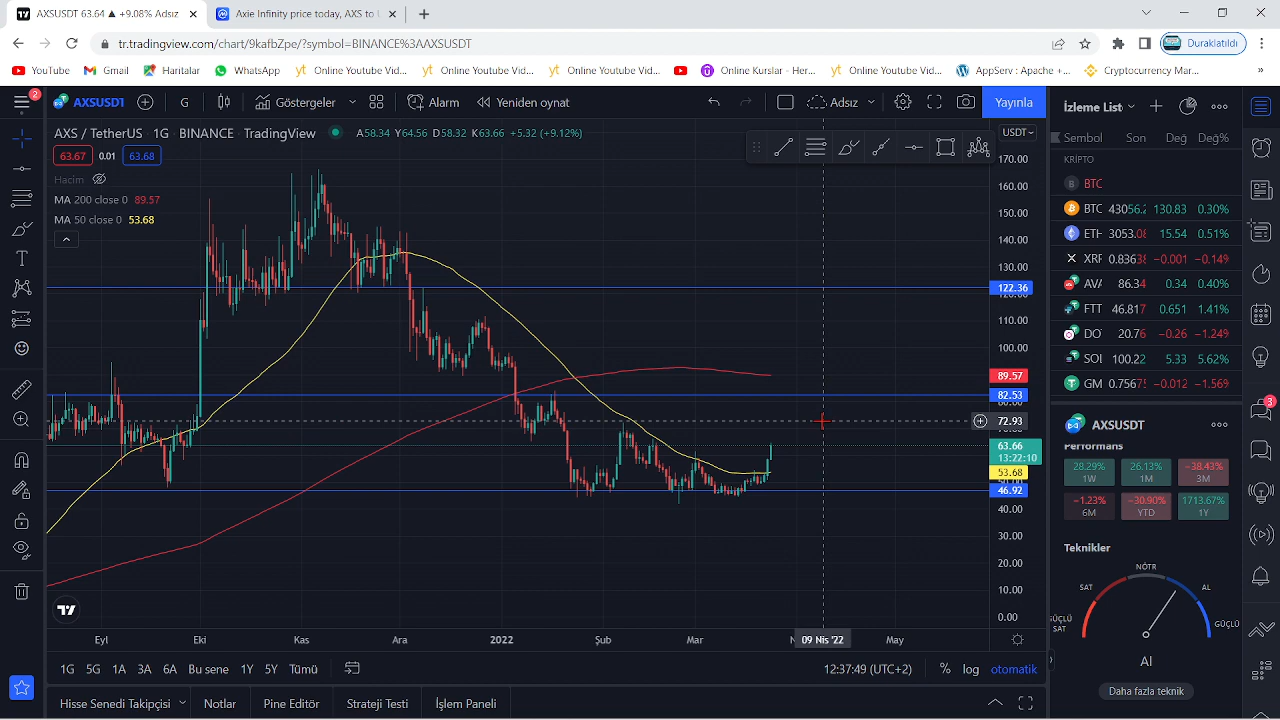 AXSUSDT 63.64 ▲ +9.08% Adsız
Axie Infinity price today, AXS to U
tr.tradingview.com/chart/9kafbZpe/?symbol=BINANCE%3AAXSUSDT
Duraklatıldı
YouTube
Gmail
Haritalar
WhatsApp
Online Youtube Vid...
Online Youtube Vid...
Online Youtube Vid...
Online Kurslar - Her...
Online Youtube Vid...
AppServ : Apache +...
Cryptocurrency Mar...
»
2
AXSUSDT
G
Göstergeler
Alarm
Yeniden oynat
Adsız
Yayınla
İzleme List
AXS / TetherUS · 1G · BINANCE · TradingView
A58.34 Y64.56 D58.32 K63.66 +5.32 (+9.12%)
USDT
63.67
0.01
63.68
Hacim
MA 200 close 0 89.57
MA 50 close 0 53.68
170.00
160.00
150.00
140.00
130.00
122.36
110.00
100.00
89.57
82.53
72.93
63.66
13:22:10
53.68
46.92
40.00
30.00
20.00
10.00
0.00
Eyl
Eki
Kas
Ara
2022
Şub
Mar
09 Nis '22
May
1G
5G
1A
3A
6A
Bu sene
1Y
5Y
Tümü
12:37:49 (UTC+2)
%
log
otomatik
Hisse Senedi Takipçisi
Notlar
Pine Editor
Strateji Testi
İşlem Paneli
Sembol Son Değ Değ%
KRİPTO
BTC
BTC 43056.2 130.83 0.30%
ETH 3053.08 15.54 0.51%
XRF 0.8363 −0.001 −0.149
AVA 86.34 0.34 0.40%
FTT 46.817 0.651 1.41%
DO 20.76 −0.26 −1.249
SOL 100.22 5.33 5.62%
GM 0.7567 −0.012 −1.569
3
AXSUSDT
Performans
28.29% 26.13% −38.43%
1W 1M 3M
−1.23% −30.90% 1713.67%
6M YTD 1Y
Teknikler
NÖTR
SAT
AL
GÜÇLÜ
SAT
GÜÇLÜ
Al
Daha fazla teknik